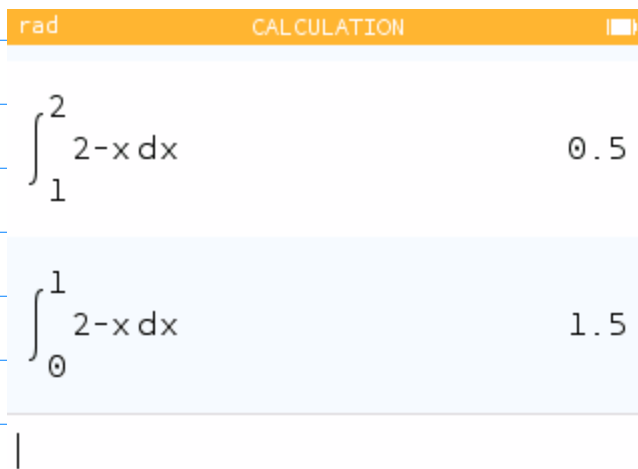 rad CALCULATION
∫₁² 2-x dx 0.5
∫₀¹ 2-x dx 1.5